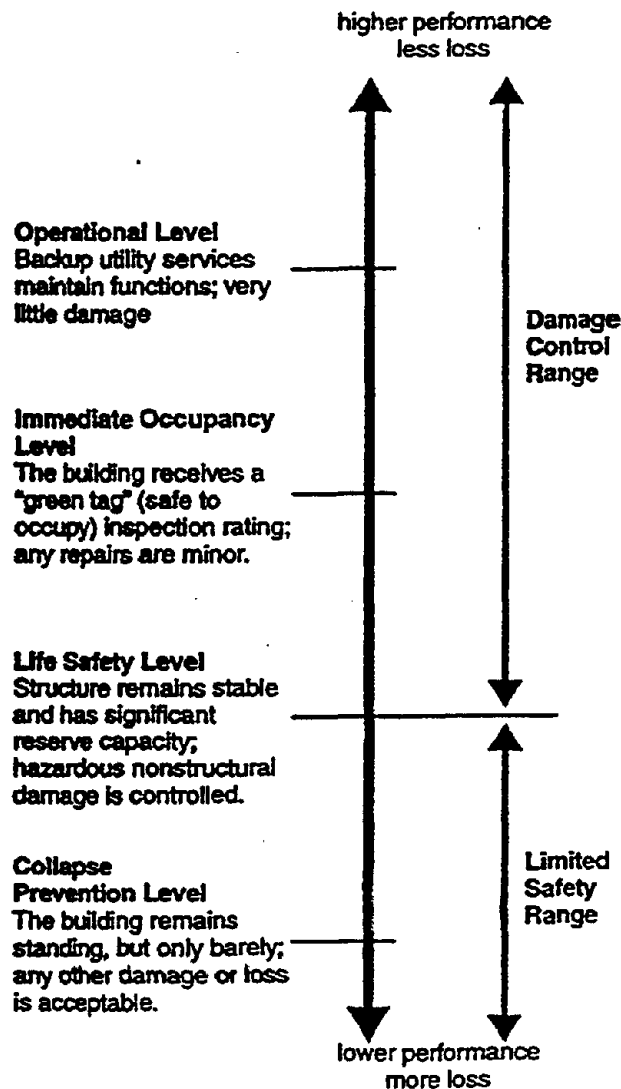 higher performance
less loss
Operational Level
Backup utility services
maintain functions; very
little damage
Damage
Control
Range
Immediate Occupancy
Level
The building receives a
"green tag" (safe to
occupy) inspection rating;
any repairs are minor.
Life Safety Level
Structure remains stable
and has significant
reserve capacity;
hazardous nonstructural
damage is controlled.
Collapse
Prevention Level
The building remains
standing, but only barely;
any other damage or loss
is acceptable.
Limited
Safety
Range
lower performance
more loss